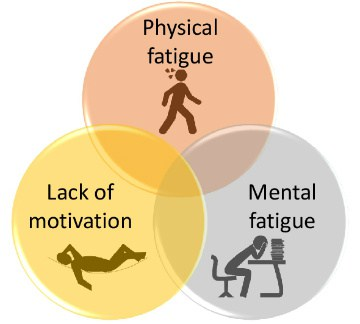 Physical
fatigue
Lack of
motivation
Mental
fatigue